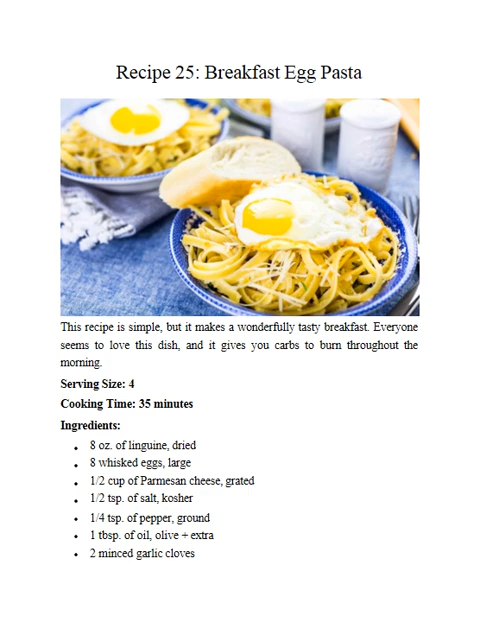 Recipe 25: Breakfast Egg Pasta
This recipe is simple, but it makes a wonderfully tasty breakfast. Everyone
seems to love this dish, and it gives you carbs to burn throughout the
morning.
Serving Size: 4
Cooking Time: 35 minutes
Ingredients:
• 8 oz. of linguine, dried
• 8 whisked eggs, large
• 1/2 cup of Parmesan cheese, grated
• 1/2 tsp. of salt, kosher
• 1/4 tsp. of pepper, ground
• 1 tbsp. of oil, olive + extra
• 2 minced garlic cloves